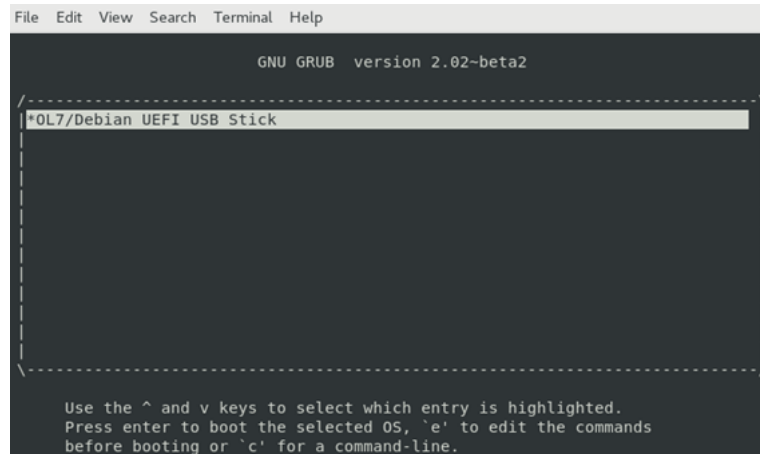 File Edit View Search Terminal Help
GNU GRUB version 2.02~beta2
*OL7/Debian UEFI USB Stick
Use the ^ and v keys to select which entry is highlighted.
Press enter to boot the selected OS, `e' to edit the commands
before booting or `c' for a command-line.